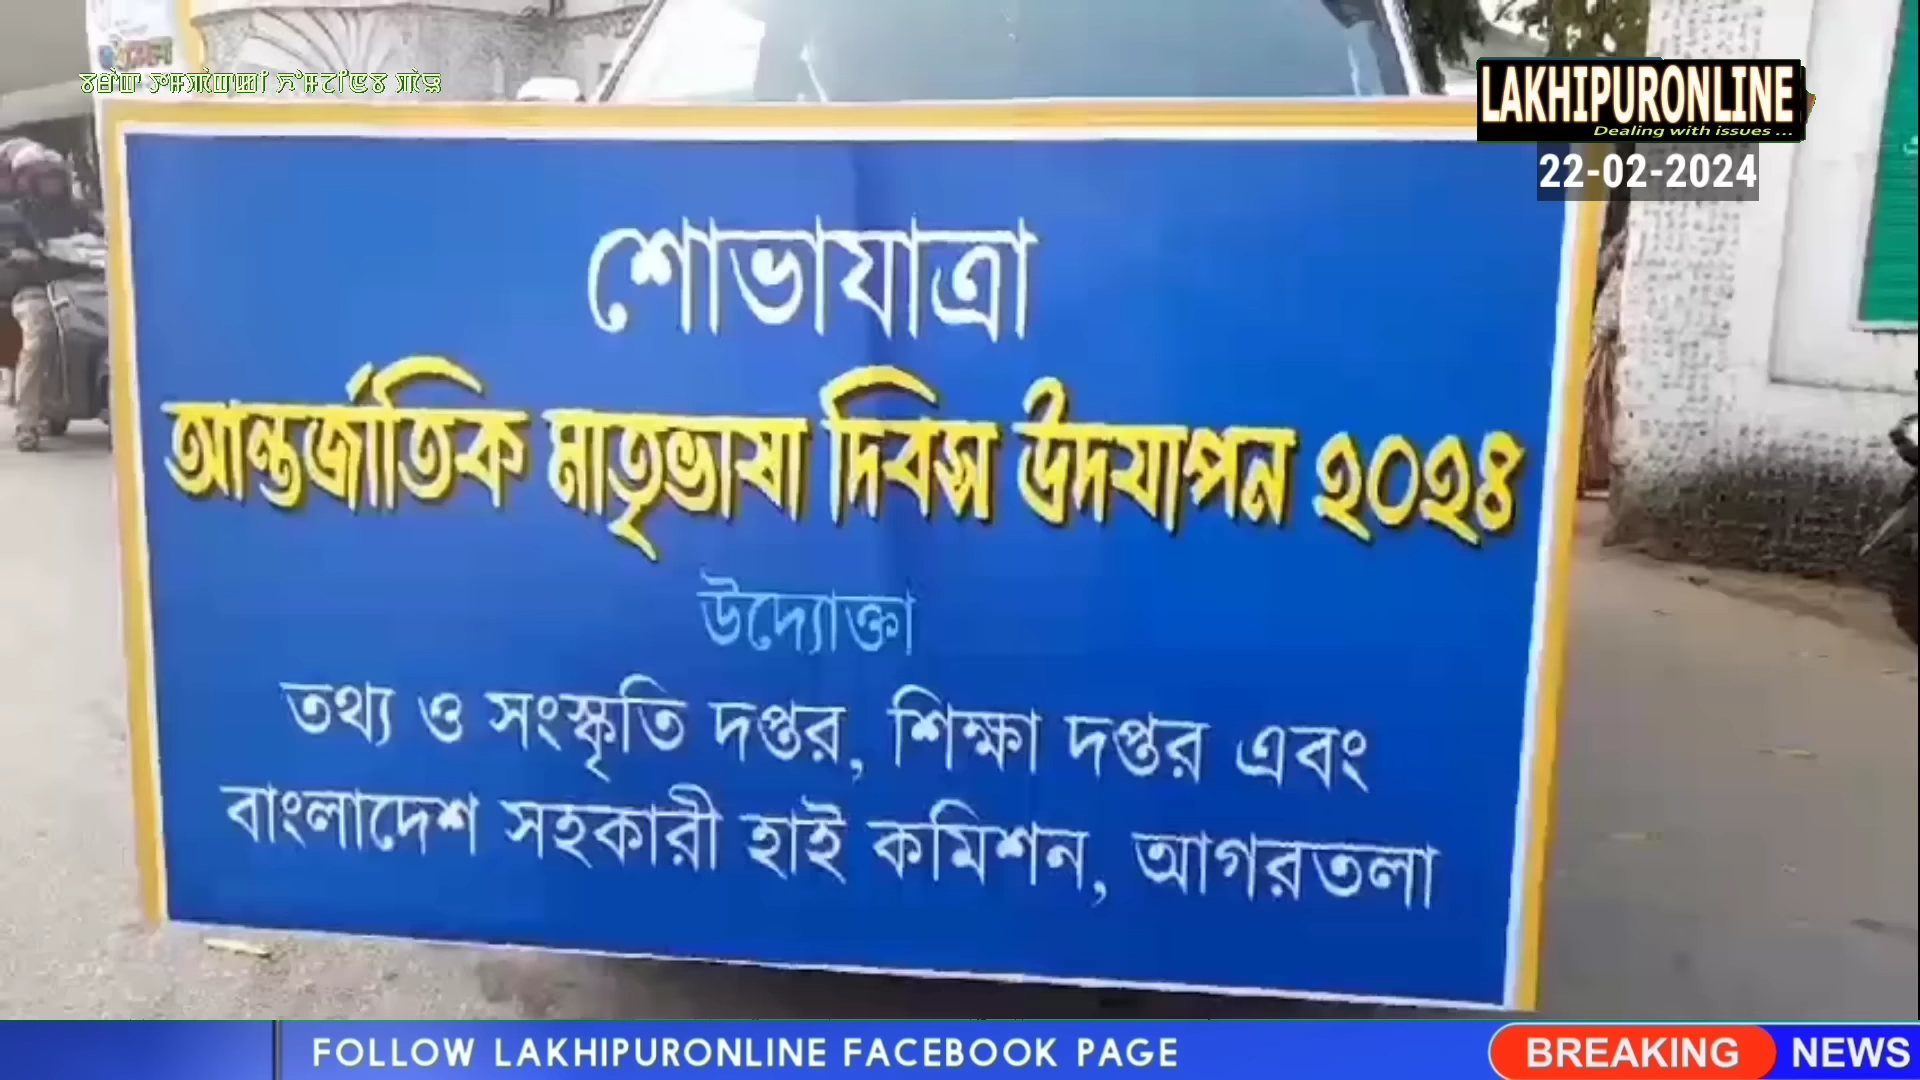 LAKHIPURONLINE
Dealing with issues ...
22-02-2024
শোভাযাত্রা
আন্তর্জাতিক মাতৃভাষা দিবস উদযাপন ২০২৪
উদ্যোক্তা
তথ্য ও সংস্কৃতি দপ্তর, শিক্ষা দপ্তর এবং
বাংলাদেশ সহকারী হাই কমিশন, আগরতলা
FOLLOW LAKHIPURONLINE FACEBOOK PAGE
BREAKING NEWS